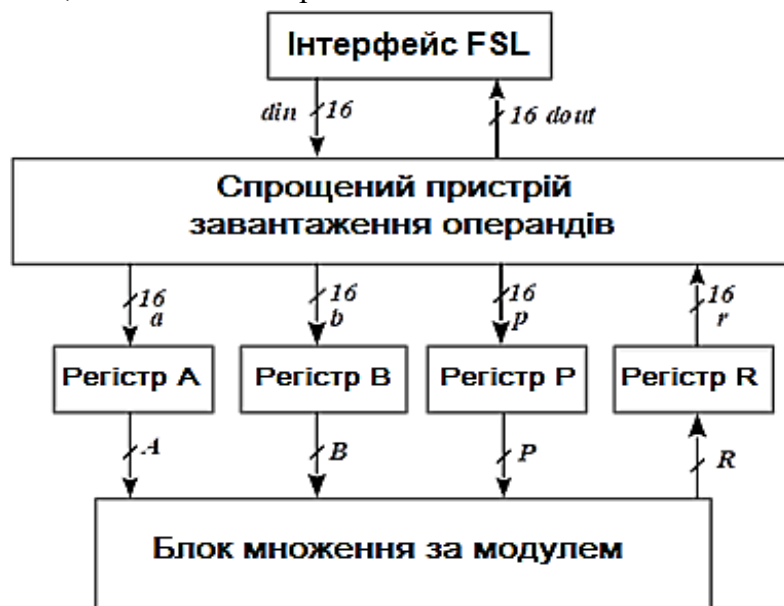 Інтерфейс FSL
din 16
16 dout
Спрощений пристрій
завантаження операндів
16 16 16 16
a b p r
Регістр А Регістр В Регістр Р Регістр R
A B P R
Блок множення за модулем